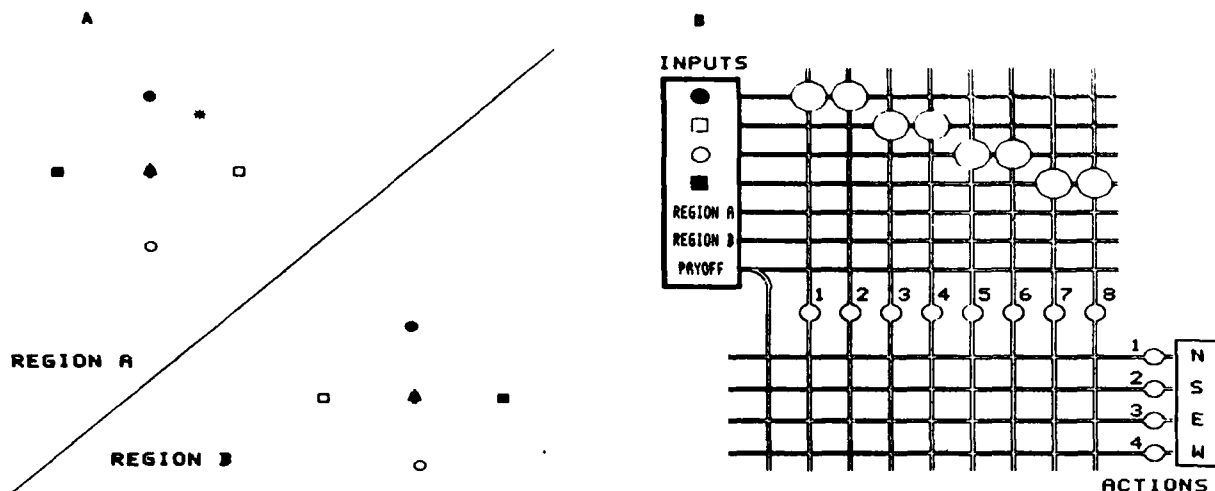 A
REGION A
REGION B
B
INPUTS
REGION A
REGION B
PAYOFF
1 2 3 4 5 6 7 8
1 N
2 S
3 E
4 W
ACTIONS